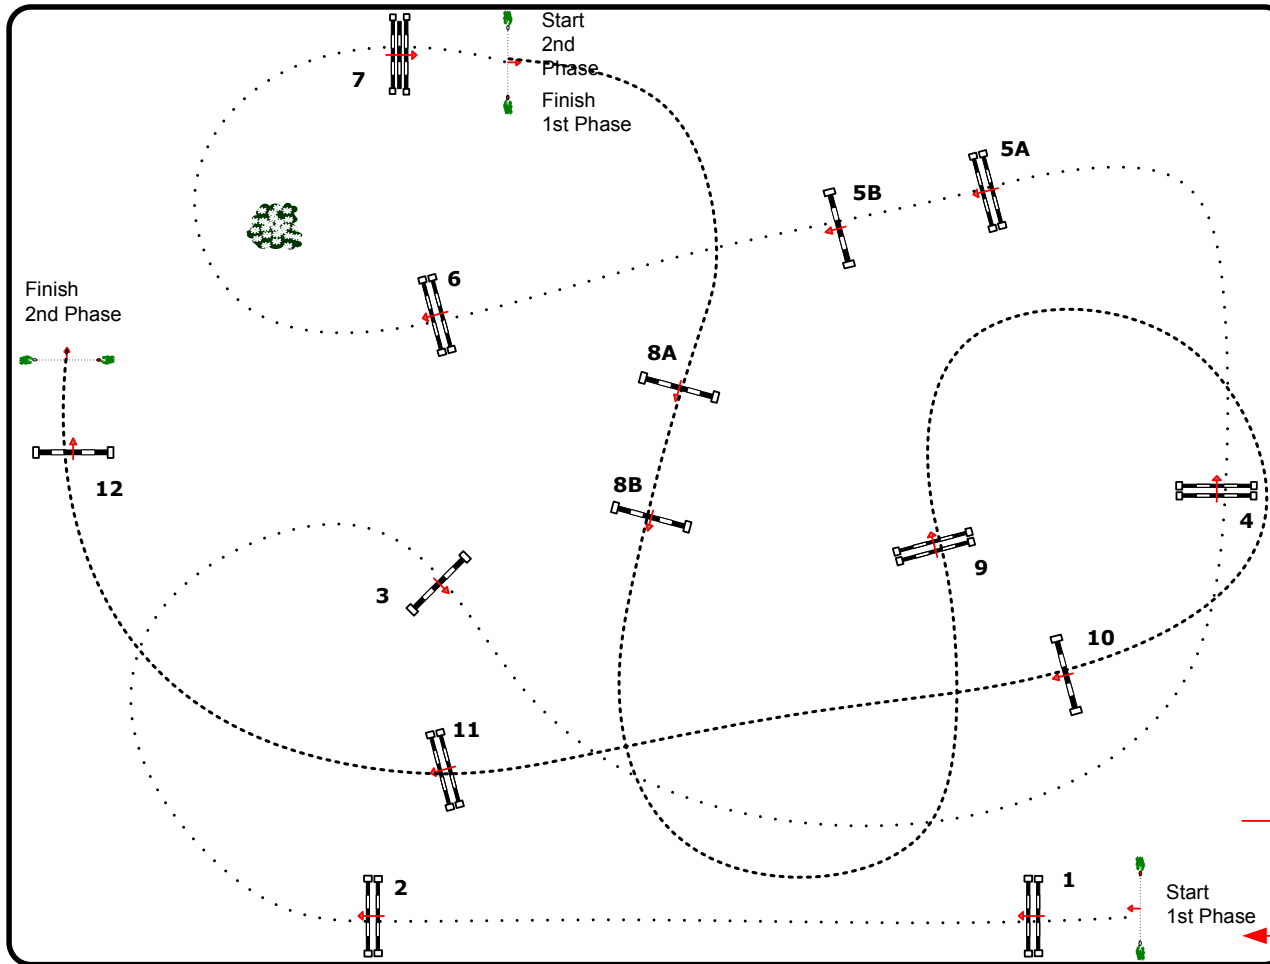 Start
2nd
Phase
7
Finish
1st Phase
5A
5B
6
Finish
2nd Phase
8A
12
8B
4
3
9
10
11
2
1
Start
1st Phase